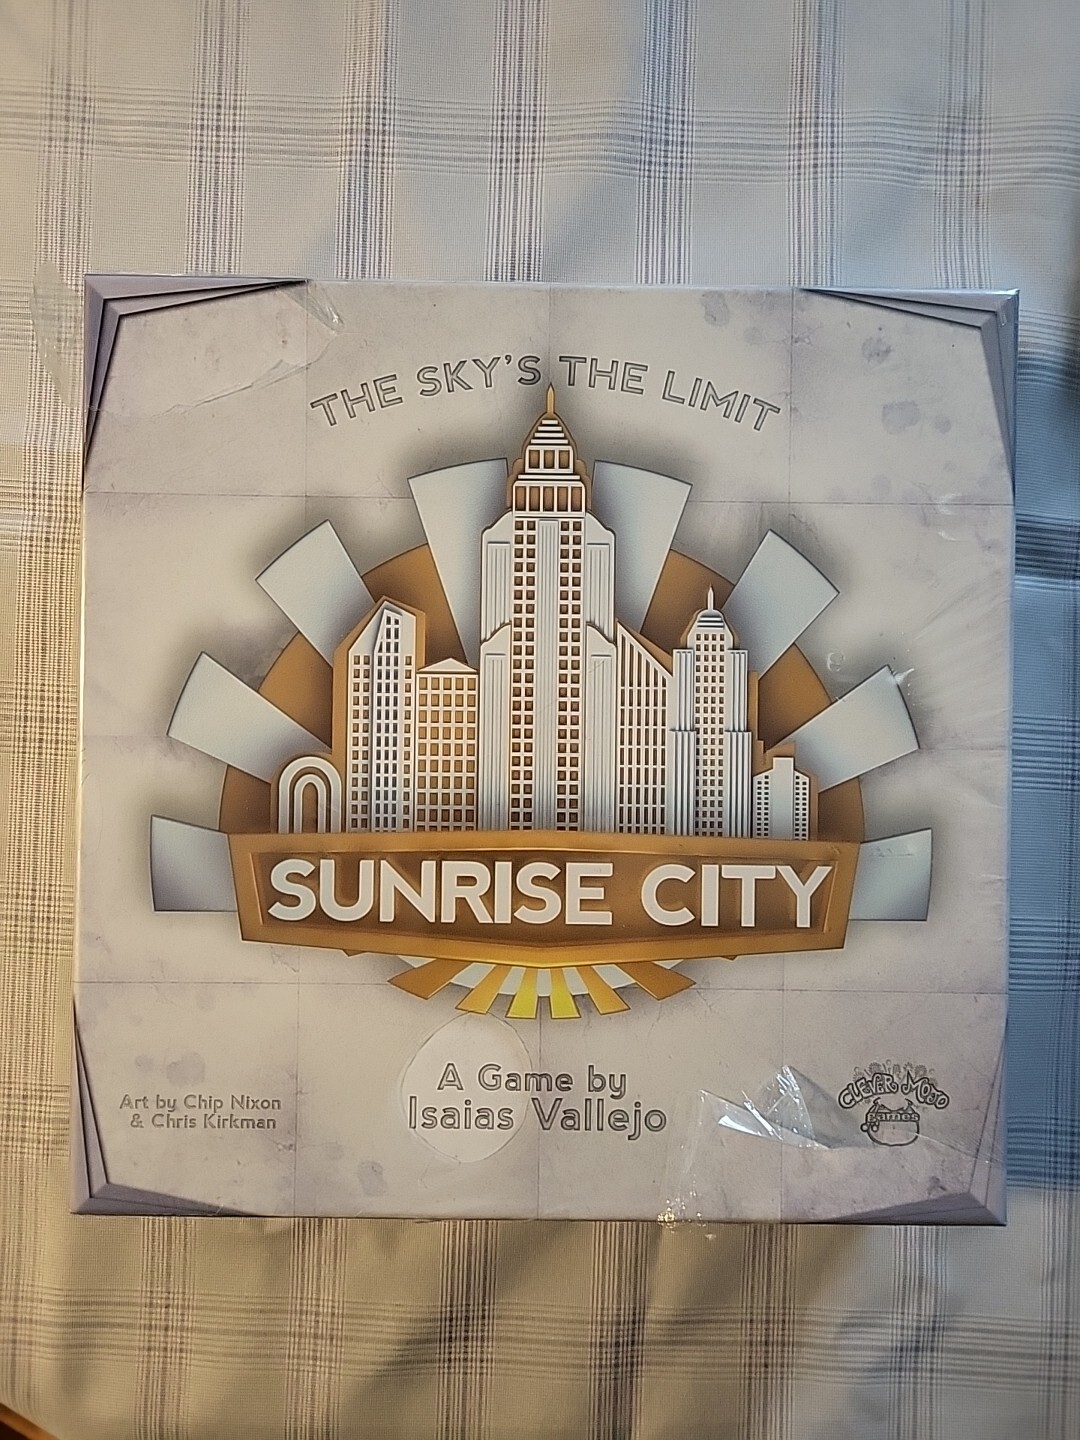 THE SKY'S THE LIMIT
SUNRISE CITY
A Game by
Isaias Vallejo
Art by Chip Nixon
& Chris Kirkman
CLEVER MOJO
games